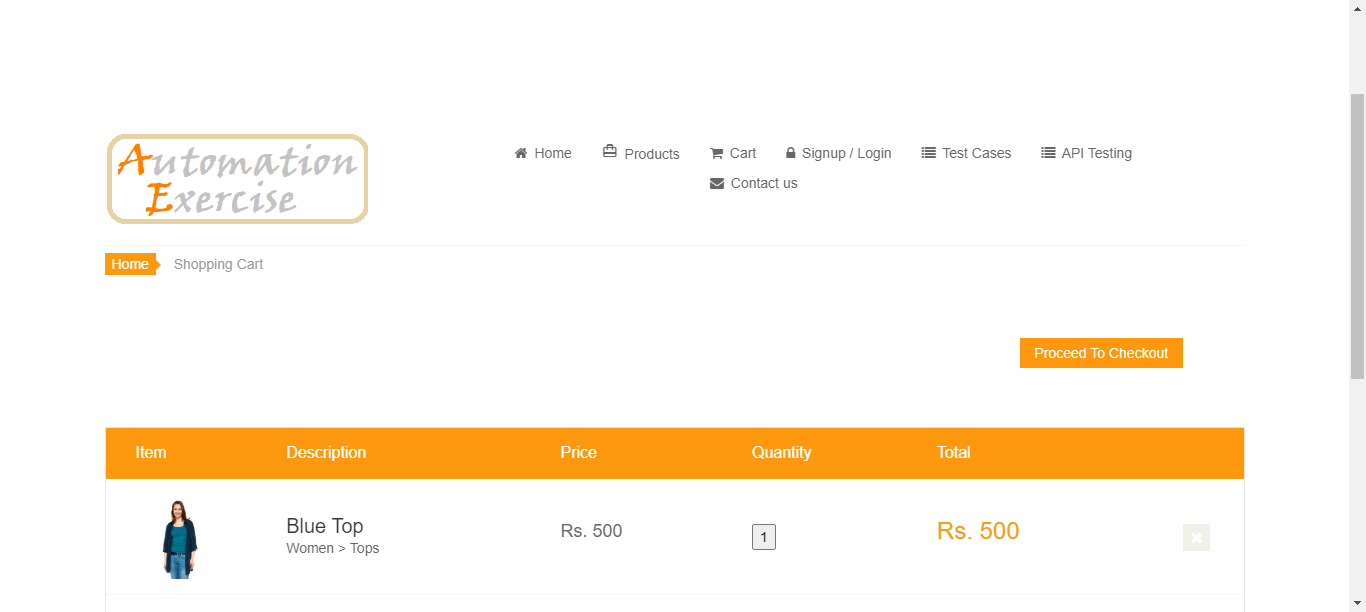 Automation
Exercise
Home Products Cart Signup / Login Test Cases API Testing
Contact us
Home Shopping Cart
Proceed To Checkout
Item Description Price Quantity Total
Blue Top Rs. 500 1 Rs. 500
Women > Tops